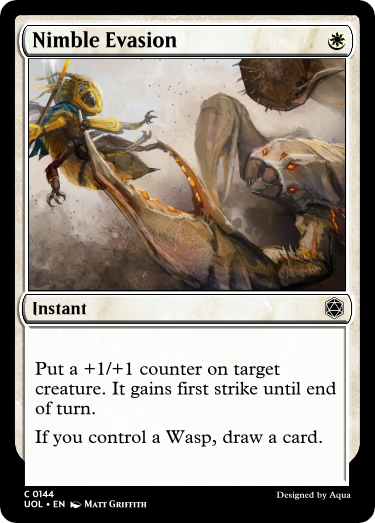 Nimble Evasion
Instant
Put a +1/+1 counter on target
creature. It gains first strike until end
of turn.
If you control a Wasp, draw a card.
C 0144
UOL • EN Matt Griffith
Designed by Aqua